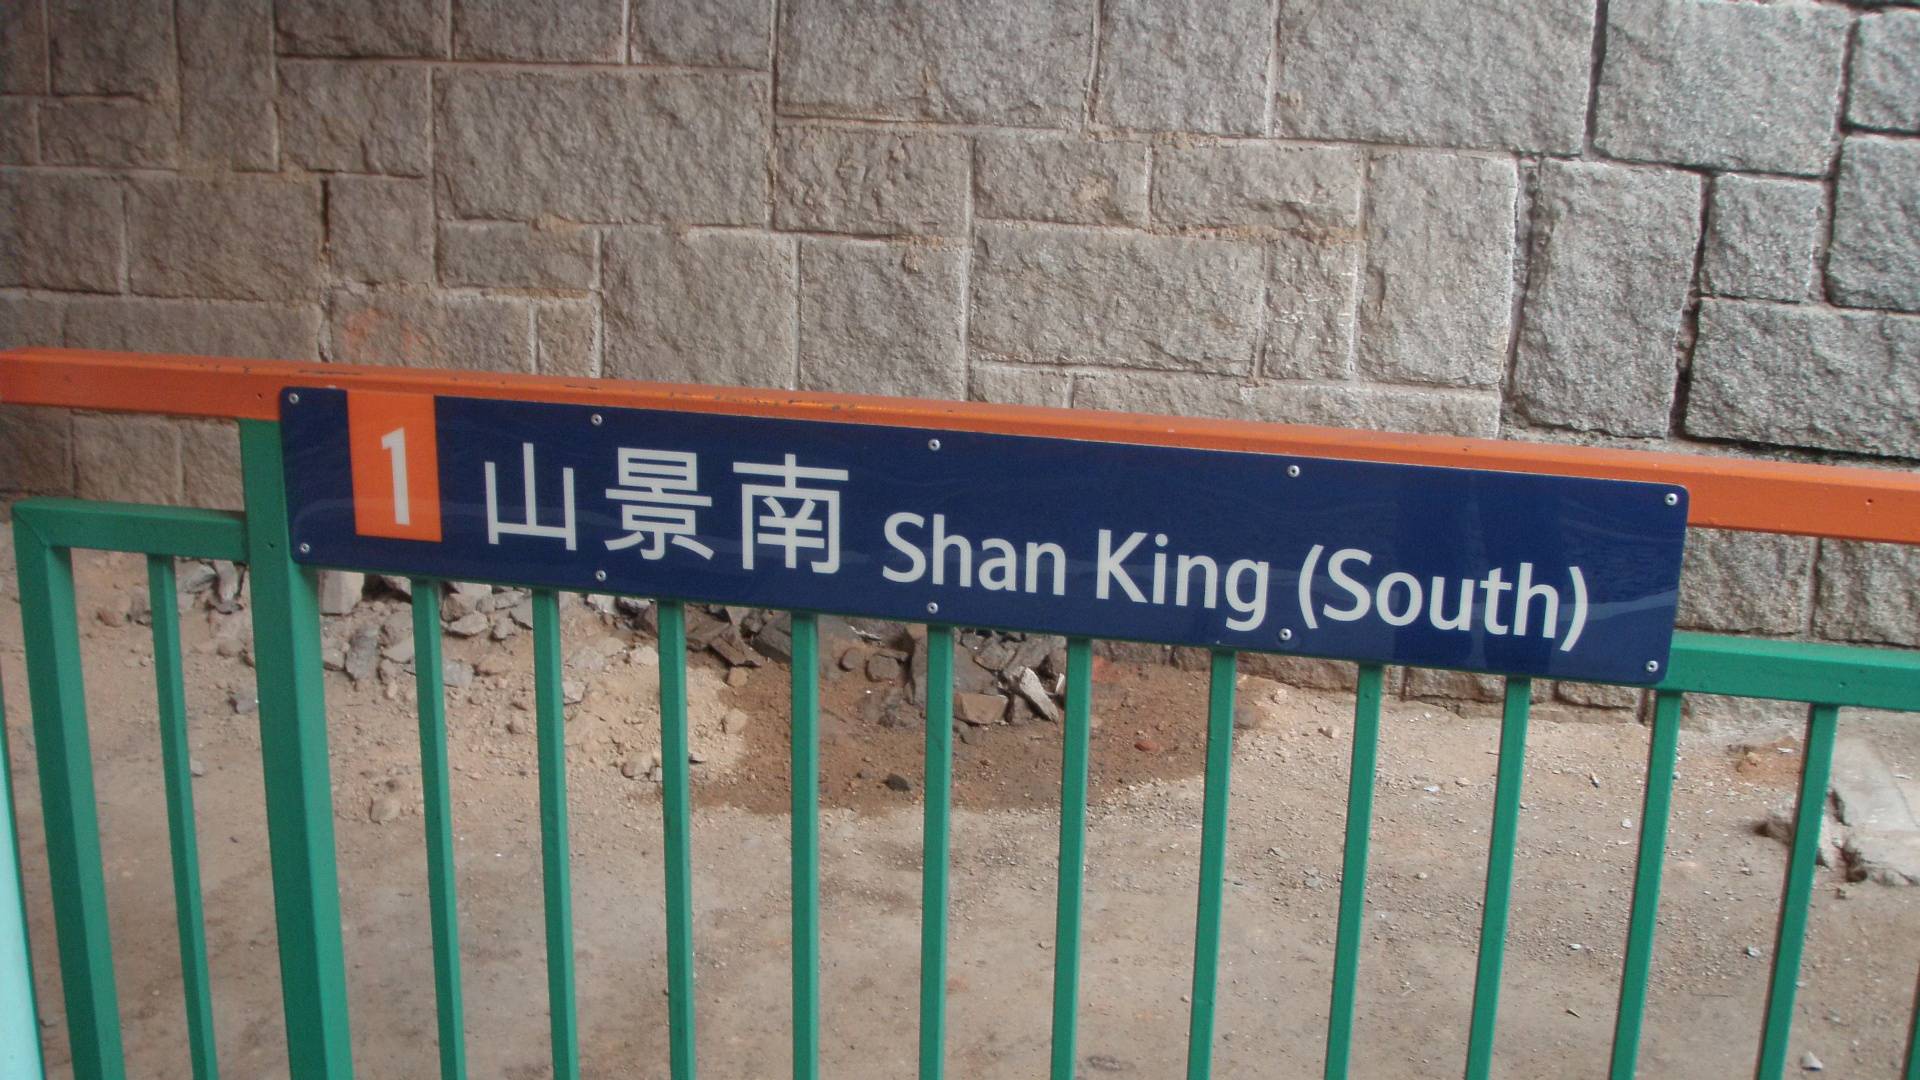 1 山景南 Shan King (South)